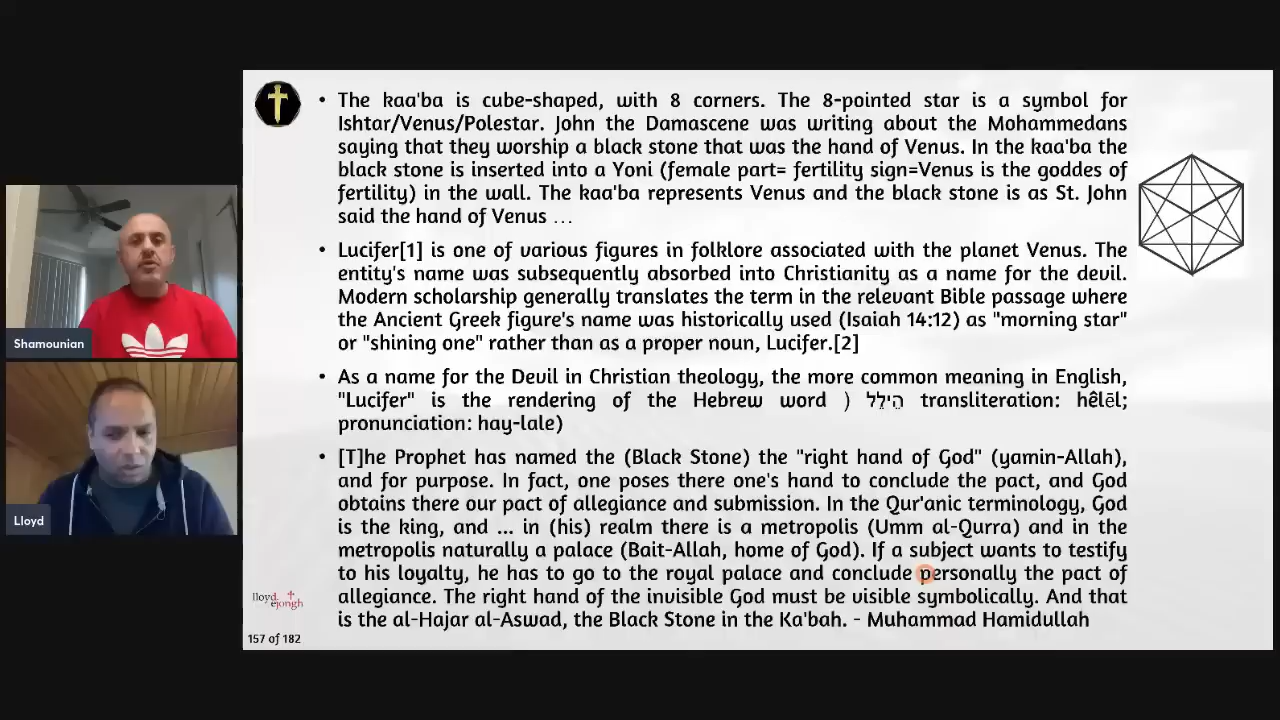 The kaa'ba is cube-shaped, with 8 corners. The 8-pointed star is a symbol for
Ishtar/Venus/Polestar. John the Damascene was writing about the Mohammedans
saying that they worship a black stone that was the hand of Venus. In the kaa'ba the
black stone is inserted into a Yoni (female part= fertility sign=Venus is the goddes of
fertility) in the wall. The kaa'ba represents Venus and the black stone is as St. John
said the hand of Venus …
Lucifer[1] is one of various figures in folklore associated with the planet Venus. The
entity's name was subsequently absorbed into Christianity as a name for the devil.
Modern scholarship generally translates the term in the relevant Bible passage where
the Ancient Greek figure's name was historically used (Isaiah 14:12) as "morning star"
or "shining one" rather than as a proper noun, Lucifer.[2]
As a name for the Devil in Christian theology, the more common meaning in English,
"Lucifer" is the rendering of the Hebrew word ) הילל transliteration: hêlēl;
pronunciation: hay-lale)
[T]he Prophet has named the (Black Stone) the "right hand of God" (yamin-Allah),
and for purpose. In fact, one poses there one's hand to conclude the pact, and God
obtains there our pact of allegiance and submission. In the Qur'anic terminology, God
is the king, and ... in (his) realm there is a metropolis (Umm al-Qurra) and in the
metropolis naturally a palace (Bait-Allah, home of God). If a subject wants to testify
to his loyalty, he has to go to the royal palace and conclude personally the pact of
allegiance. The right hand of the invisible God must be visible symbolically. And that
is the al-Hajar al-Aswad, the Black Stone in the Ka'bah. - Muhammad Hamidullah
Shamounian
Lloyd
lloyd
ejongh
157 of 182